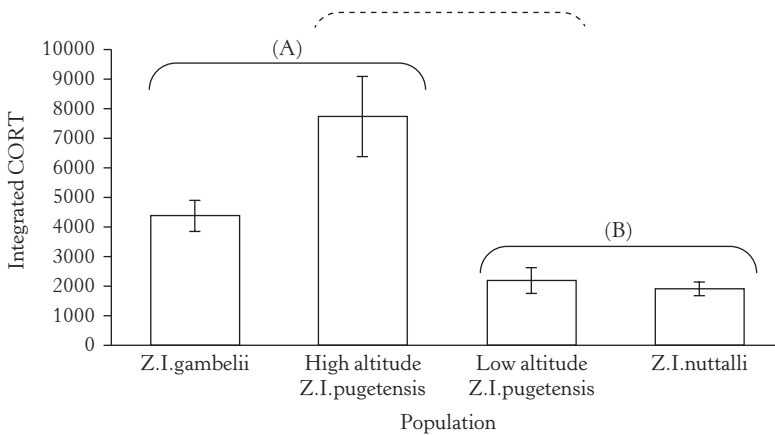 (A)
10000
9000
8000
7000
6000
5000
4000
3000
2000
1000
0
Integrated CORT
(B)
Z.I.gambelii
High altitude
Z.I.pugetensis
Low altitude
Z.I.pugetensis
Z.I.nuttalli
Population